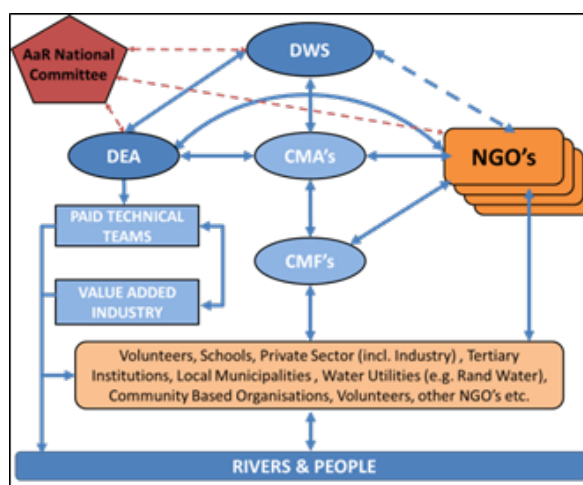 AaR National
Committee
DWS
DEA
CMA's
NGO's
PAID TECHNICAL
TEAMS
CMF's
VALUE ADDED
INDUSTRY
Volunteers, Schools, Private Sector (incl. Industry) , Tertiary
Institutions, Local Municipalities , Water Utilities (e.g. Rand Water),
Community Based Organisations, Volunteers, other NGO's etc.
RIVERS & PEOPLE